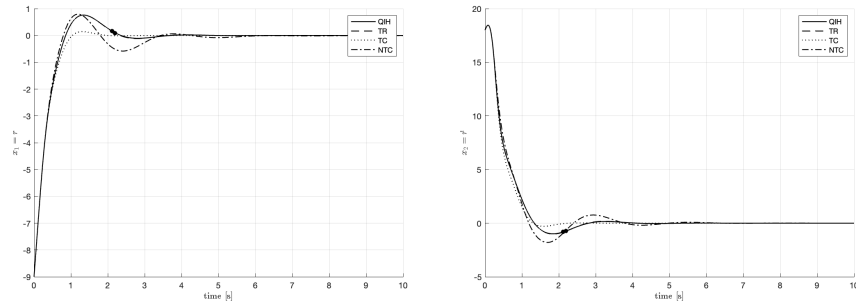 1
0
-1
-2
-3
-4
-5
-6
-7
-8
-9
x₁ = r
0 1 2 3 4 5 6 7 8 9 10
time [s]
QIH
TR
TC
NTC
20
15
10
5
0
-5
x₂ = r′
0 1 2 3 4 5 6 7 8 9 10
time [s]
QIH
TR
TC
NTC